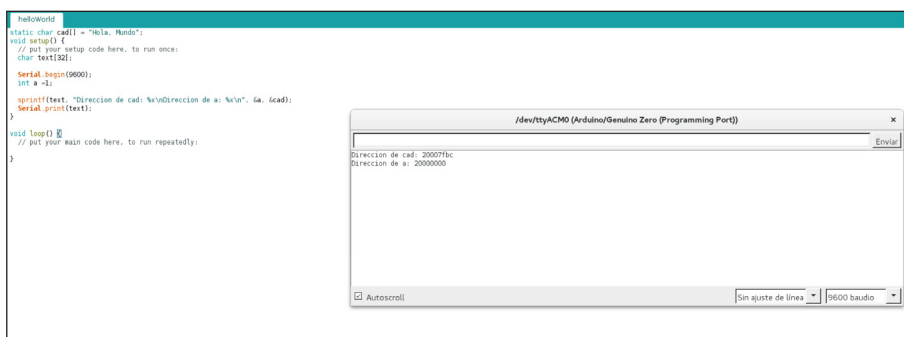 helloWorld
static char cad[] = "Hola, Mundo";
void setup() {
// put your setup code here, to run once:
char text[32];
Serial.begin(9600);
int a =1;
sprintf(text, "Direccion de cad: %x\nDireccion de a: %x\n", &a, &cad);
Serial.print(text);
}
void loop() {
// put your main code here, to run repeatedly:
}
/dev/ttyACM0 (Arduino/Genuino Zero (Programming Port))
×
Enviar
Direccion de cad: 20007fbc
Direccion de a: 20000000
Autoscroll
Sin ajuste de línea
9600 baudio